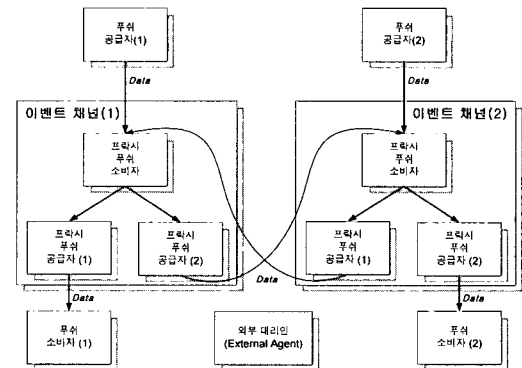 푸쉬
공급자(1)
푸쉬
공급자(2)
Data
Data
이벤트 채널(1)
이벤트 채널(2)
프락시
푸쉬
소비자
프락시
푸쉬
소비자
프락시
푸쉬
공급자(1)
프락시
푸쉬
공급자(2)
프락시
푸쉬
공급자(1)
프락시
푸쉬
공급자(2)
Data
Data
Data
푸쉬
소비자(1)
외부 대리인
(External Agent)
푸쉬
소비자(2)